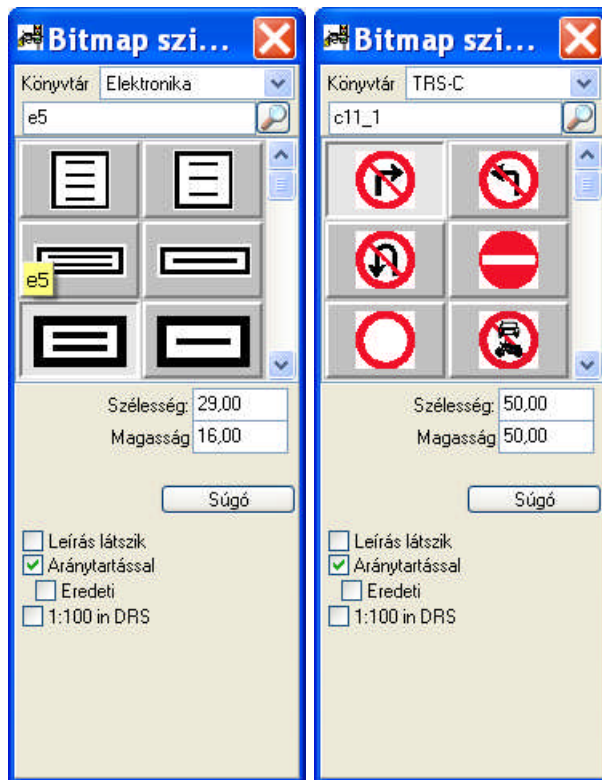 Bitmap szi...
Könyvtár Elektronika
e5
e5
Szélesség: 29,00
Magasság 16,00
Súgó
Leírás látszik
Aránytartással
Eredeti
1:100 in DRS
Bitmap szi...
Könyvtár TRS-C
c11_1
Szélesség: 50,00
Magasság 50,00
Súgó
Leírás látszik
Aránytartással
Eredeti
1:100 in DRS